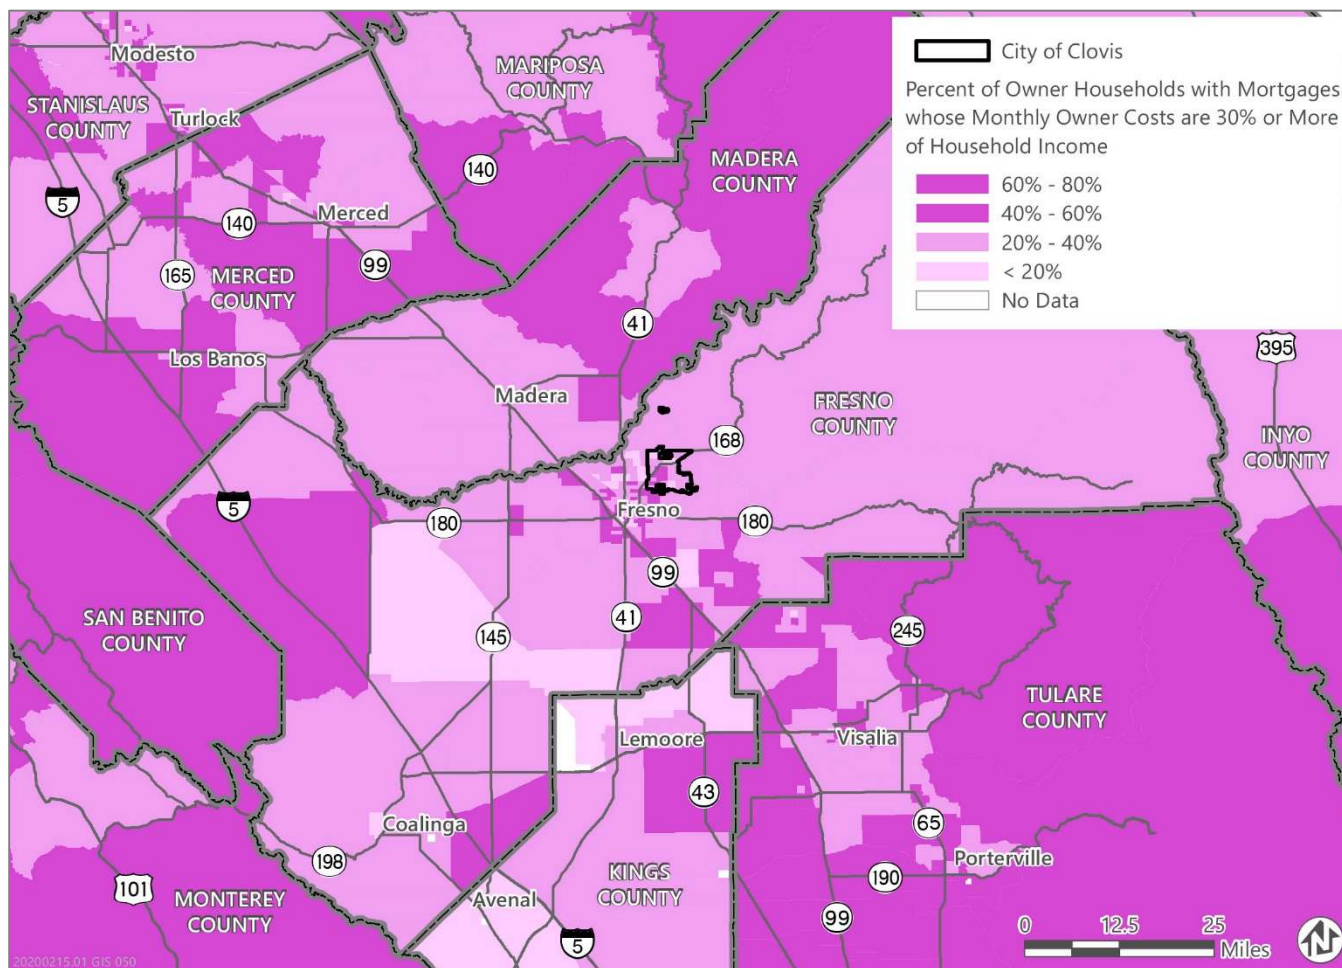 City of Clovis
Percent of Owner Households with Mortgages
whose Monthly Owner Costs are 30% or More
of Household Income
60% - 80%
40% - 60%
20% - 40%
< 20%
No Data
Modesto
MARIPOSA
COUNTY
STANISLAUS
COUNTY
Turlock
MADERA
COUNTY
140
5
Merced
140
99
165
MERCED
COUNTY
41
395
Los Banos
Madera
FRESNO
COUNTY
168
INYO
COUNTY
5
180
Fresno
180
99
SAN BENITO
COUNTY
145
41
245
TULARE
COUNTY
Lemoore
Visalia
43
Coalinga
65
198
Porterville
101
KINGS
COUNTY
190
MONTEREY
COUNTY
Avenal
99
5
0 12.5 25
Miles
N
20200215.01 GIS 050